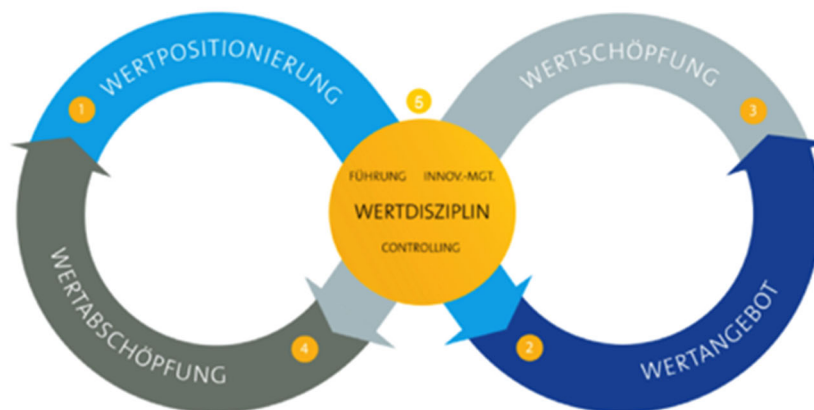 1
WERTPOSITIONIERUNG
5
WERTSCHÖPFUNG
3
FÜHRUNG INNOV.-MGT.
WERTDISZIPLIN
CONTROLLING
WERTABSCHÖPFUNG
4
2
WERTANGEBOT